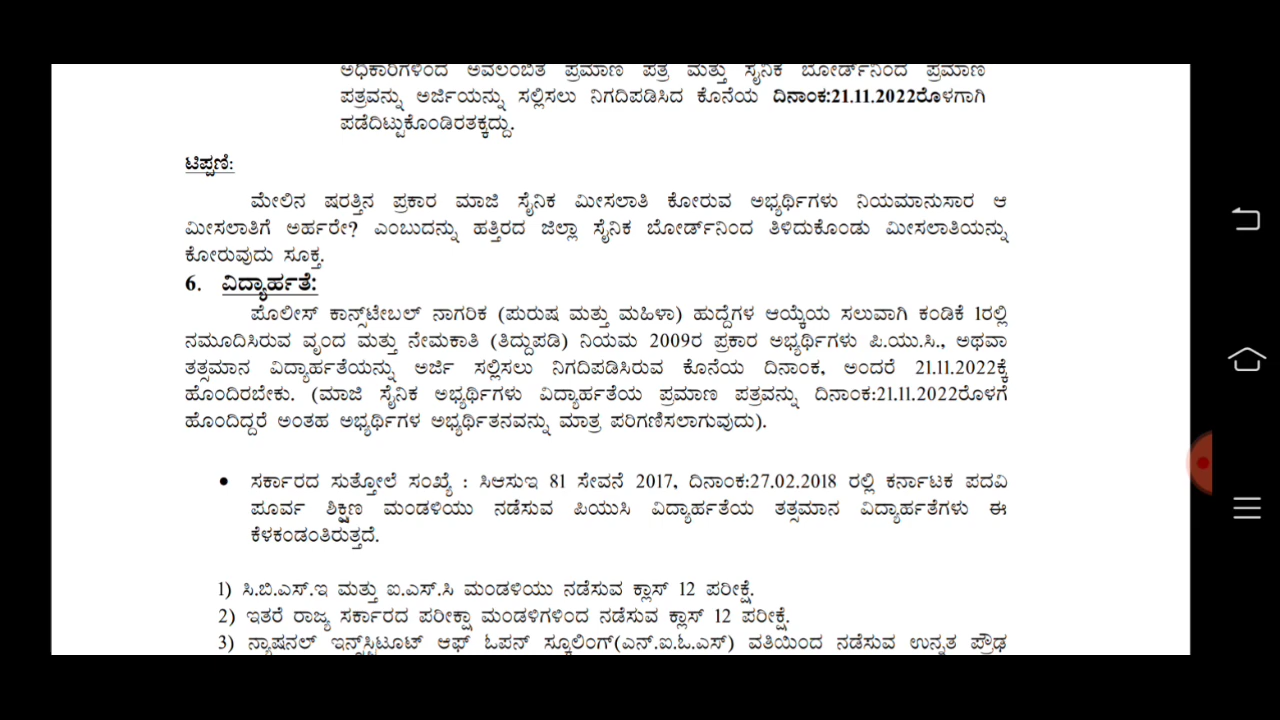 ಅಧಿಕಾರಿಗಳಿಂದ ಅವಲಂಬಿತ ಪ್ರಮಾಣ ಪತ್ರ ಮತ್ತು ಸೈನಿಕ ಬೋರ್ಡ್‌ನಿಂದ ಪ್ರಮಾಣ
ಪತ್ರವನ್ನು ಅರ್ಜಿಯನ್ನು ಸಲ್ಲಿಸಲು ನಿಗದಿಪಡಿಸಿದ ಕೊನೆಯ ದಿನಾಂಕ:21.11.2022ರೊಳಗಾಗಿ
ಪಡೆದಿಟ್ಟುಕೊಂಡಿರತಕ್ಕದ್ದು.
ಟಿಪ್ಪಣಿ:
ಮೇಲಿನ ಷರತ್ತಿನ ಪ್ರಕಾರ ಮಾಜಿ ಸೈನಿಕ ಮೀಸಲಾತಿ ಕೋರುವ ಅಭ್ಯರ್ಥಿಗಳು ನಿಯಮಾನುಸಾರ ಆ
ಮೀಸಲಾತಿಗೆ ಅರ್ಹರೇ? ಎಂಬುದನ್ನು ಹತ್ತಿರದ ಜಿಲ್ಲಾ ಸೈನಿಕ ಬೋರ್ಡ್‌ನಿಂದ ತಿಳಿದುಕೊಂಡು ಮೀಸಲಾತಿಯನ್ನು
ಕೋರುವುದು ಸೂಕ್ತ.
6. ವಿದ್ಯಾರ್ಹತೆ:
ಪೊಲೀಸ್ ಕಾನ್ಸ್‌ಟೇಬಲ್ ನಾಗರಿಕ (ಪುರುಷ ಮತ್ತು ಮಹಿಳಾ) ಹುದ್ದೆಗಳ ಆಯ್ಕೆಯ ಸಲುವಾಗಿ ಕಂಡಿಕೆ 1ರಲ್ಲಿ
ನಮೂದಿಸಿರುವ ವೃಂದ ಮತ್ತು ನೇಮಕಾತಿ (ತಿದ್ದುಪಡಿ) ನಿಯಮ 2009ರ ಪ್ರಕಾರ ಅಭ್ಯರ್ಥಿಗಳು ಪಿ.ಯು.ಸಿ., ಅಥವಾ
ತತ್ಸಮಾನ ವಿದ್ಯಾರ್ಹತೆಯನ್ನು ಅರ್ಜಿ ಸಲ್ಲಿಸಲು ನಿಗದಿಪಡಿಸಿರುವ ಕೊನೆಯ ದಿನಾಂಕ, ಅಂದರೆ 21.11.2022ಕ್ಕೆ
ಹೊಂದಿರಬೇಕು. (ಮಾಜಿ ಸೈನಿಕ ಅಭ್ಯರ್ಥಿಗಳು ವಿದ್ಯಾರ್ಹತೆಯ ಪ್ರಮಾಣ ಪತ್ರವನ್ನು ದಿನಾಂಕ:21.11.2022ರೊಳಗೆ
ಹೊಂದಿದ್ದರೆ ಅಂತಹ ಅಭ್ಯರ್ಥಿಗಳ ಅಭ್ಯರ್ಥಿತನವನ್ನು ಮಾತ್ರ ಪರಿಗಣಿಸಲಾಗುವುದು).
• ಸರ್ಕಾರದ ಸುತ್ತೋಲೆ ಸಂಖ್ಯೆ : ಸಿಆಸುಇ 81 ಸೇವನೆ 2017, ದಿನಾಂಕ:27.02.2018 ರಲ್ಲಿ ಕರ್ನಾಟಕ ಪದವಿ
ಪೂರ್ವ ಶಿಕ್ಷಣ ಮಂಡಳಿಯು ನಡೆಸುವ ಪಿಯುಸಿ ವಿದ್ಯಾರ್ಹತೆಯ ತತ್ಸಮಾನ ವಿದ್ಯಾರ್ಹತೆಗಳು ಈ
ಕೆಳಕಂಡಂತಿರುತ್ತದೆ.
1) ಸಿ.ಬಿ.ಎಸ್.ಇ ಮತ್ತು ಐ.ಎಸ್.ಸಿ ಮಂಡಳಿಯು ನಡೆಸುವ ಕ್ಲಾಸ್ 12 ಪರೀಕ್ಷೆ.
2) ಇತರೆ ರಾಜ್ಯ ಸರ್ಕಾರದ ಪರೀಕ್ಷಾ ಮಂಡಳಿಗಳಿಂದ ನಡೆಸುವ ಕ್ಲಾಸ್ 12 ಪರೀಕ್ಷೆ.
3) ನ್ಯಾಷನಲ್ ಇನ್ಸ್‌ಟಿಟೂಟ್ ಆಫ್ ಓಪನ್ ಸ್ಕೂಲಿಂಗ್(ಎನ್.ಐ.ಓ.ಎಸ್) ವತಿಯಿಂದ ನಡೆಸುವ ಉನ್ನತ ಪ್ರೌಢ